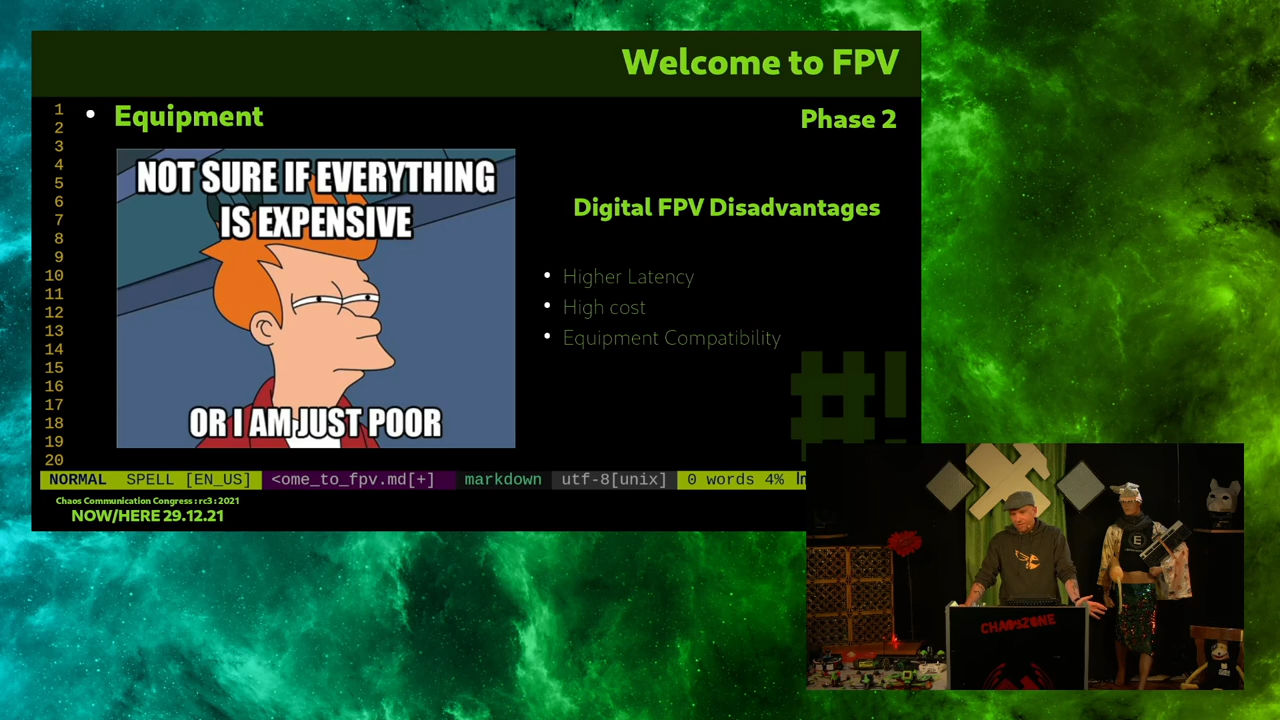 Welcome to FPV
Equipment
Phase 2
NOT SURE IF EVERYTHING
IS EXPENSIVE
OR I AM JUST POOR
Digital FPV Disadvantages
Higher Latency
High cost
Equipment Compatibility
#!
1
2
3
4
5
6
7
8
9
10
11
12
13
14
15
16
17
18
19
20
NORMAL SPELL [EN_US] <ome_to_fpv.md[+] markdown utf-8[unix] 0 words 4% ln
Chaos Communication Congress : rc3 : 2021
NOW/HERE 29.12.21
E
CHAOSZONE